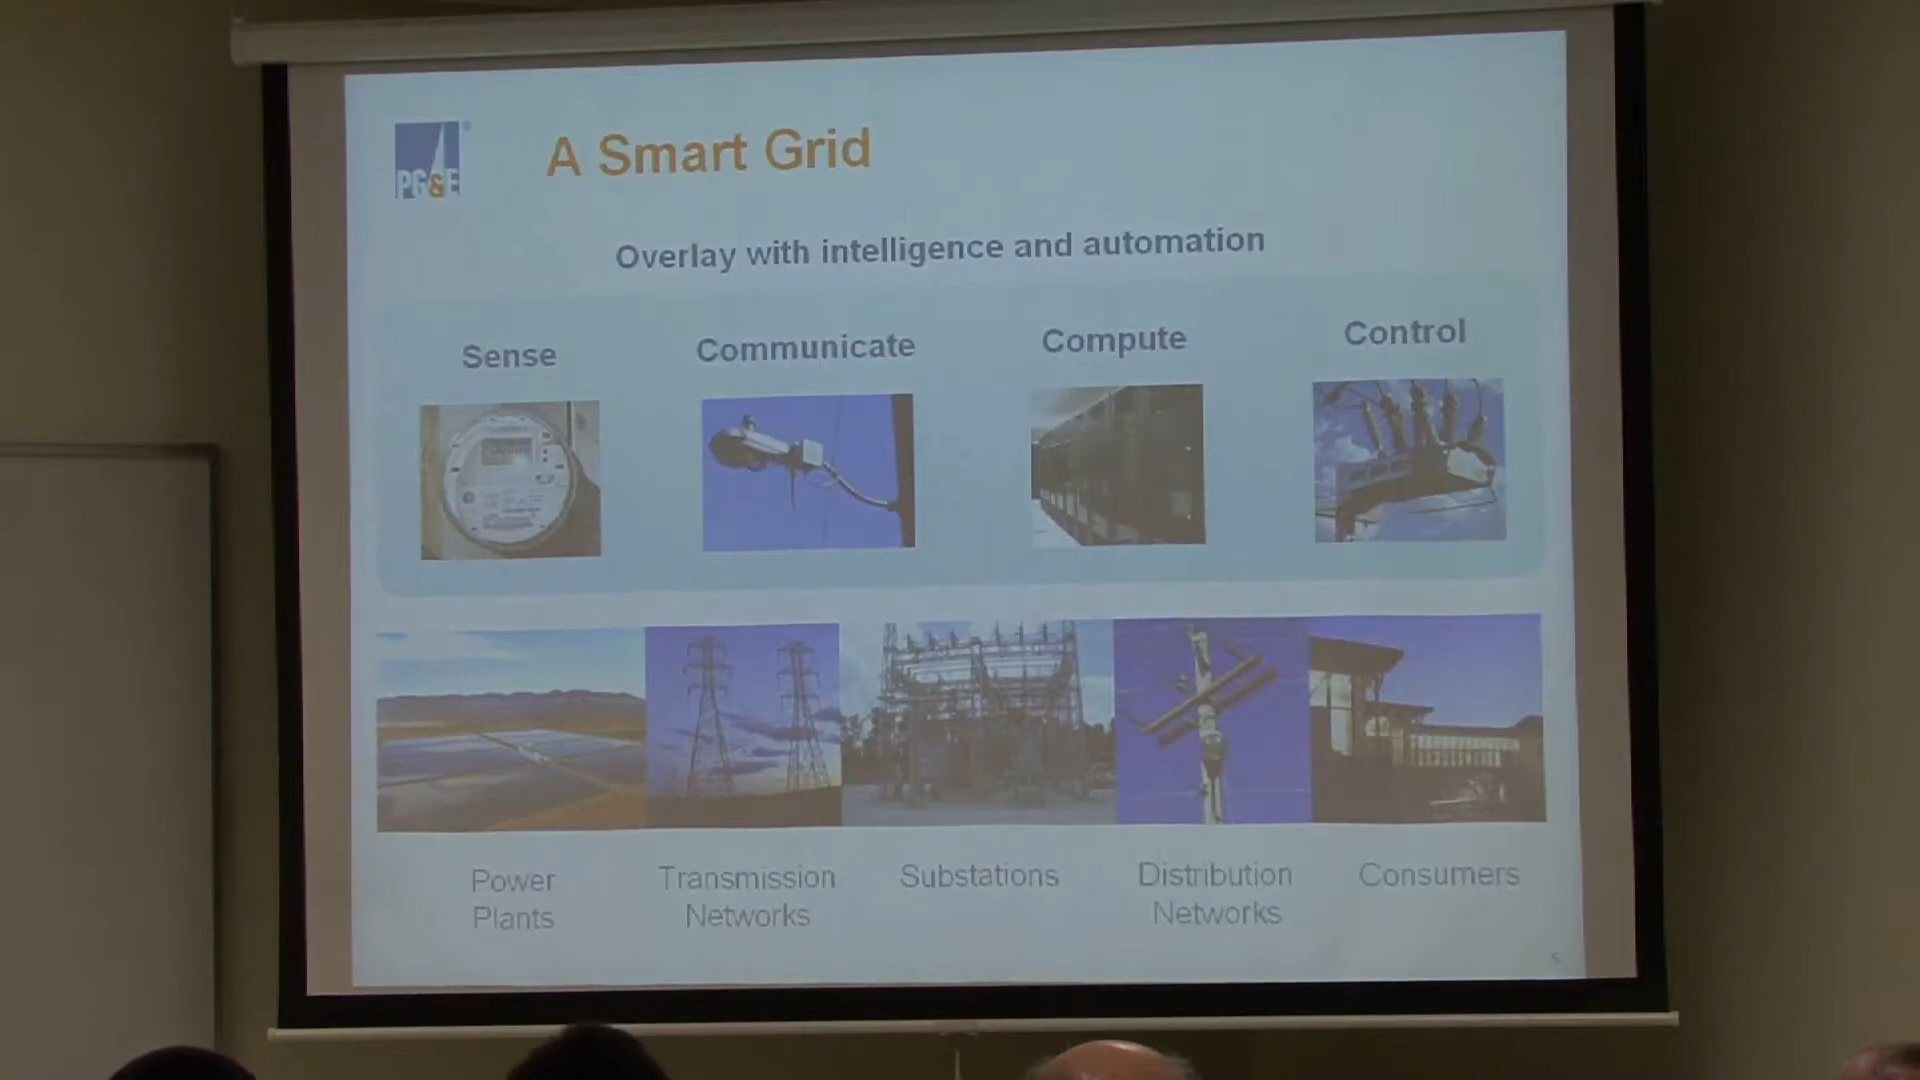 PG&E
A Smart Grid
Overlay with intelligence and automation
Sense
Communicate
Compute
Control
Power
Plants
Transmission
Networks
Substations
Distribution
Networks
Consumers
5